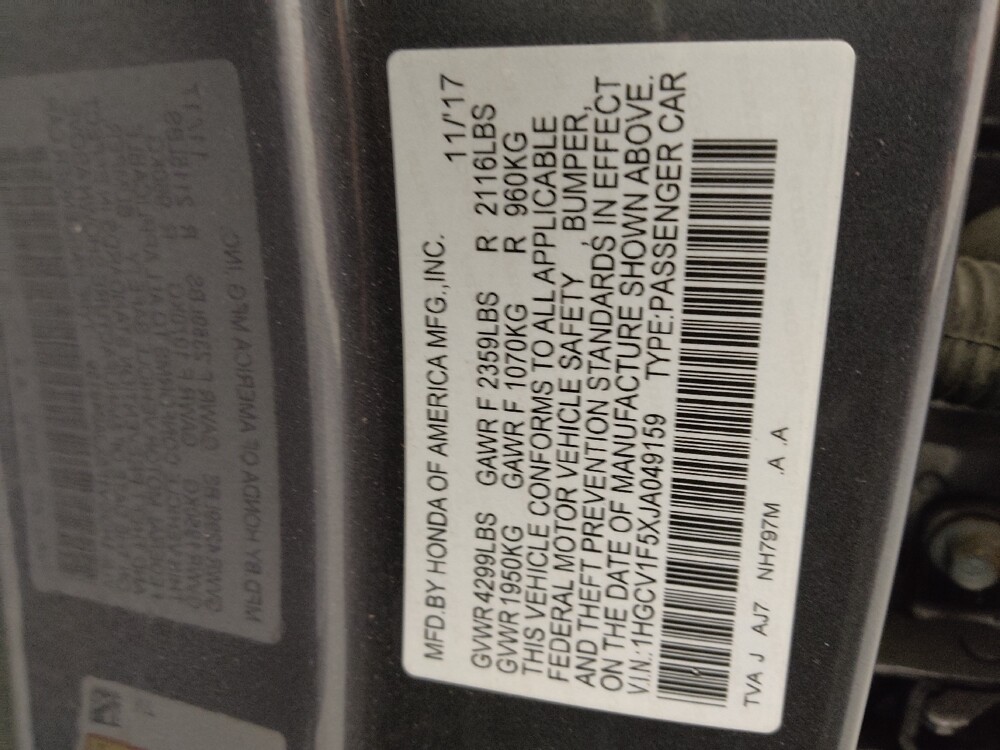 MFD.BY HONDA OF AMERICA MFG.,INC. 11/'17
GVWR 4299LBS GAWR F 2359LBS R 2116LBS
GWWR 1950KG GAWR F 1070KG R 960KG
THIS VEHICLE CONFORMS TO ALL APPLICABLE
FEDERAL MOTOR VEHICLE SAFETY , BUMPER,
AND THEFT PREVENTION STANDARDS, IN EFFECT
ON THE DATE OF MANUFACTURE SHOWN ABOVE.
V.I.N.:1HGCV1F5XJA049159 TYPE:PASSENGER CAR
TVA J AJ7 NH797M .A .A